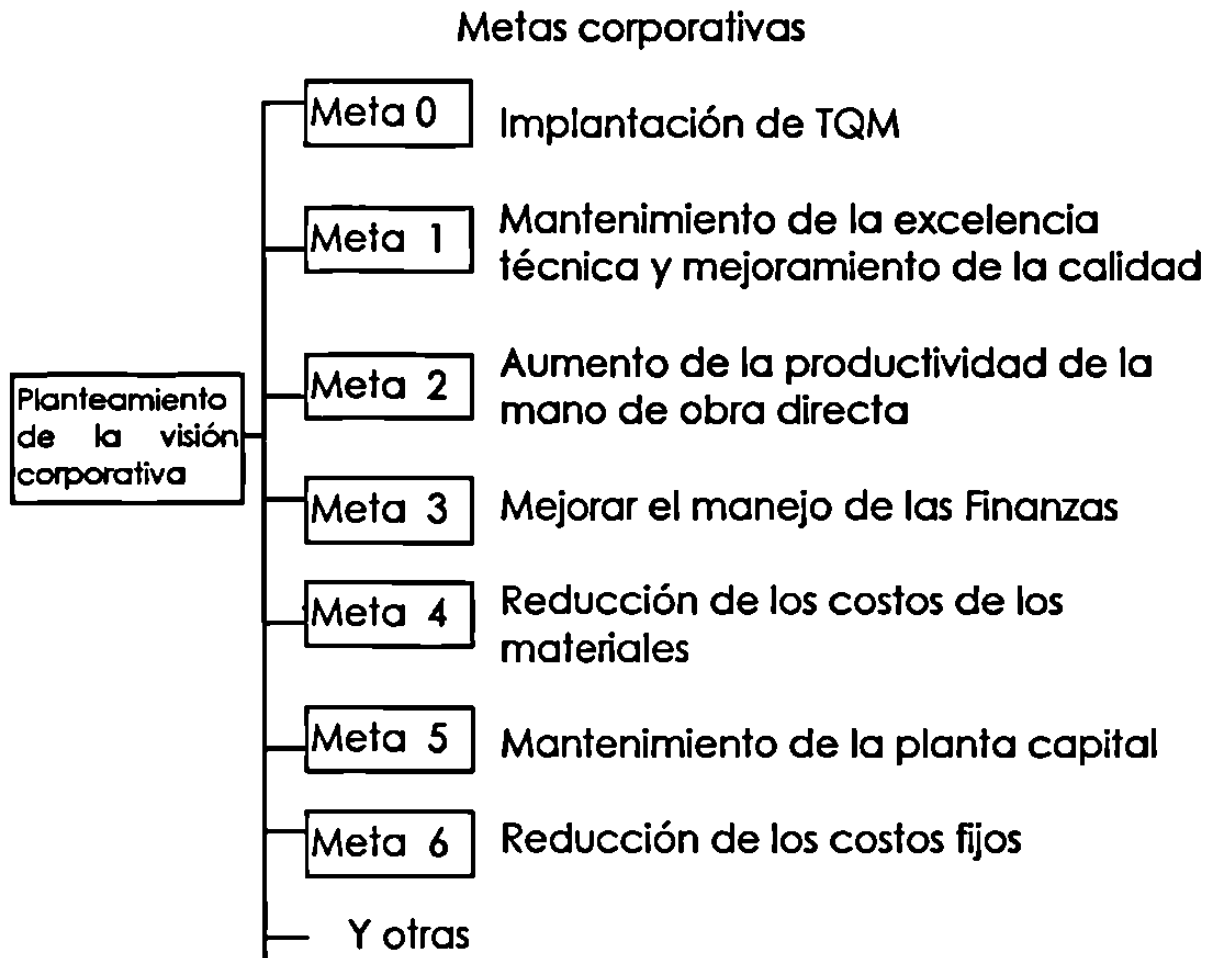 Metas corporativas
Meta 0
Implantación de TQM
Meta 1
Mantenimiento de la excelencia
técnica y mejoramiento de la calidad
Meta 2
Aumento de la productividad de la
mano de obra directa
Planteamiento
de la visión
corporativa
Meta 3
Mejorar el manejo de las Finanzas
Meta 4
Reducción de los costos de los
materiales
Meta 5
Mantenimiento de la planta capital
Meta 6
Reducción de los costos fijos
Y otras